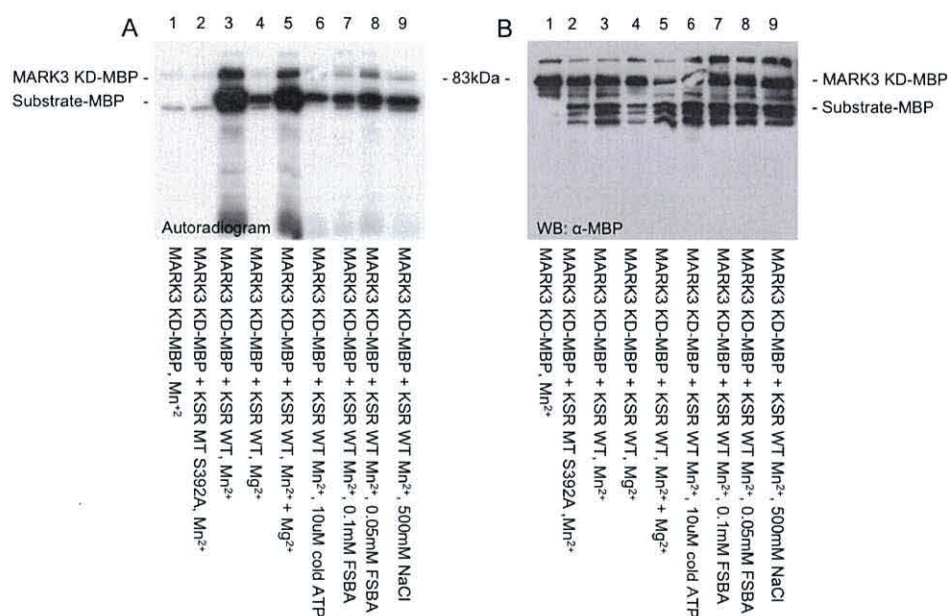 A
1 2 3 4 5 6 7 8 9
MARK3 KD-MBP -
Substrate-MBP -
Autoradiogram
MARK3 KD-MBP, Mn⁺²
MARK3 KD-MBP + KSR MT S392A, Mn²⁺
MARK3 KD-MBP + KSR WT, Mn²⁺
MARK3 KD-MBP + KSR WT, Mg²⁺
MARK3 KD-MBP + KSR WT, Mn²⁺ + Mg²⁺
MARK3 KD-MBP + KSR WT Mn²⁺, 10uM cold ATP
MARK3 KD-MBP + KSR WT Mn²⁺, 0.1mM FSBA
MARK3 KD-MBP + KSR WT Mn²⁺, 0.05mM FSBA
MARK3 KD-MBP + KSR WT Mn²⁺, 500mM NaCl
B
1 2 3 4 5 6 7 8 9
- 83kDa -
- MARK3 KD-MBP
- Substrate-MBP
WB: α-MBP
MARK3 KD-MBP, Mn²⁺
MARK3 KD-MBP + KSR MT S392A ,Mn²⁺
MARK3 KD-MBP + KSR WT, Mn²⁺
MARK3 KD-MBP + KSR WT, Mg²⁺
MARK3 KD-MBP + KSR WT, Mn²⁺ + Mg²⁺
MARK3 KD-MBP + KSR WT Mn²⁺, 10uM cold ATP
MARK3 KD-MBP + KSR WT Mn²⁺, 0.1mM FSBA
MARK3 KD-MBP + KSR WT Mn²⁺, 0.05mM FSBA
MARK3 KD-MBP + KSR WT Mn²⁺, 500mM NaCl